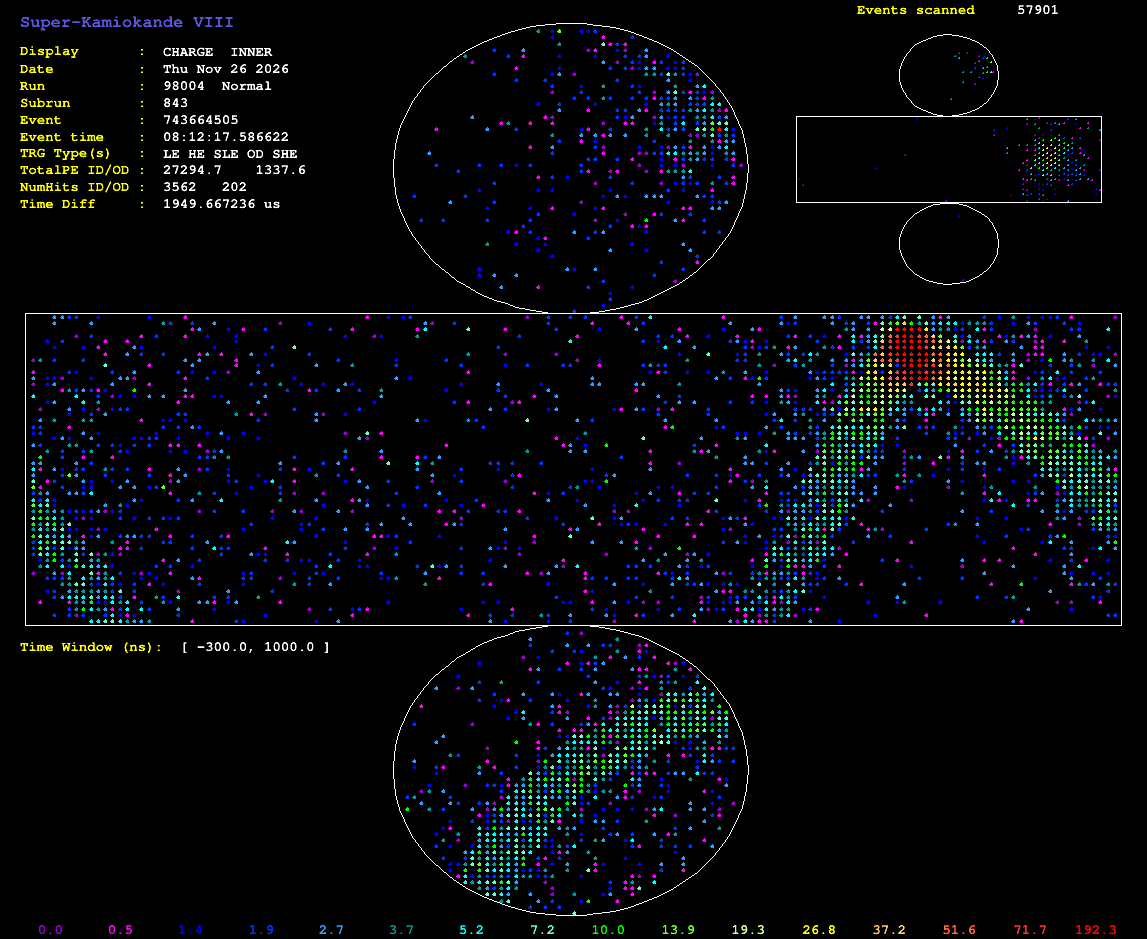 Super-Kamiokande VIII
Events scanned 57901
Display : CHARGE INNER
Date : Thu Nov 26 2026
Run : 98004 Normal
Subrun : 843
Event : 743664505
Event time : 08:12:17.586622
TRG Type(s) : LE HE SLE OD SHE
TotalPE ID/OD : 27294.7 1337.6
NumHits ID/OD : 3562 202
Time Diff : 1949.667236 us
Time Window (ns): [ -300.0, 1000.0 ]
0.0 0.5 1.4 1.9 2.7 3.7 5.2 7.2 10.0 13.9 19.3 26.8 37.2 51.6 71.7 192.3